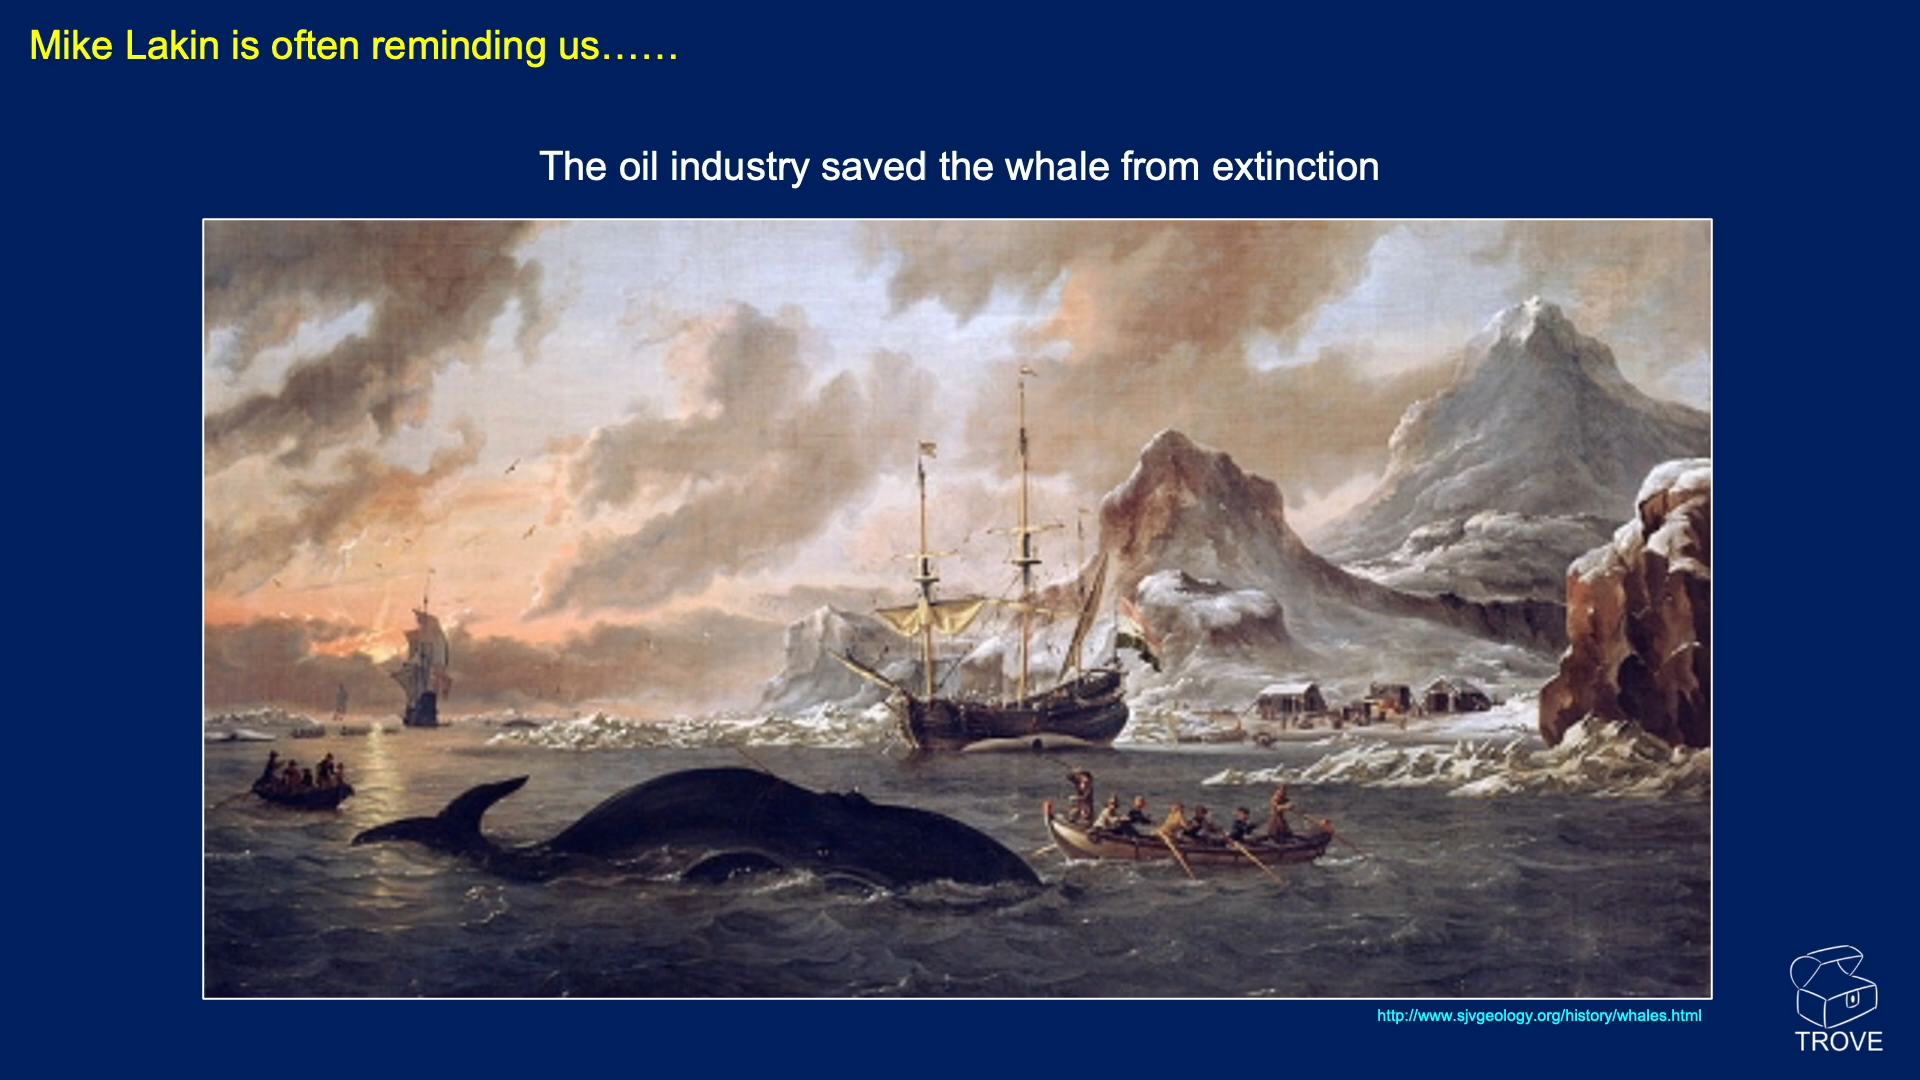 Mike Lakin is often reminding us……
The oil industry saved the whale from extinction
http://www.sjvgeology.org/history/whales.html
TROVE